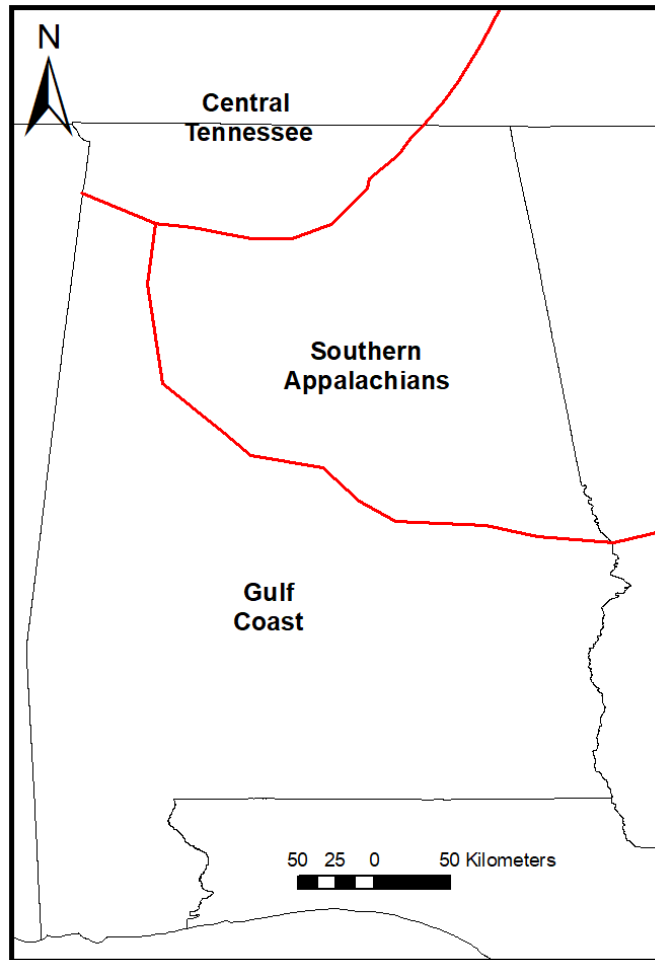 N
Central
Tennessee
Southern
Appalachians
Gulf
Coast
50 25 0 50 Kilometers